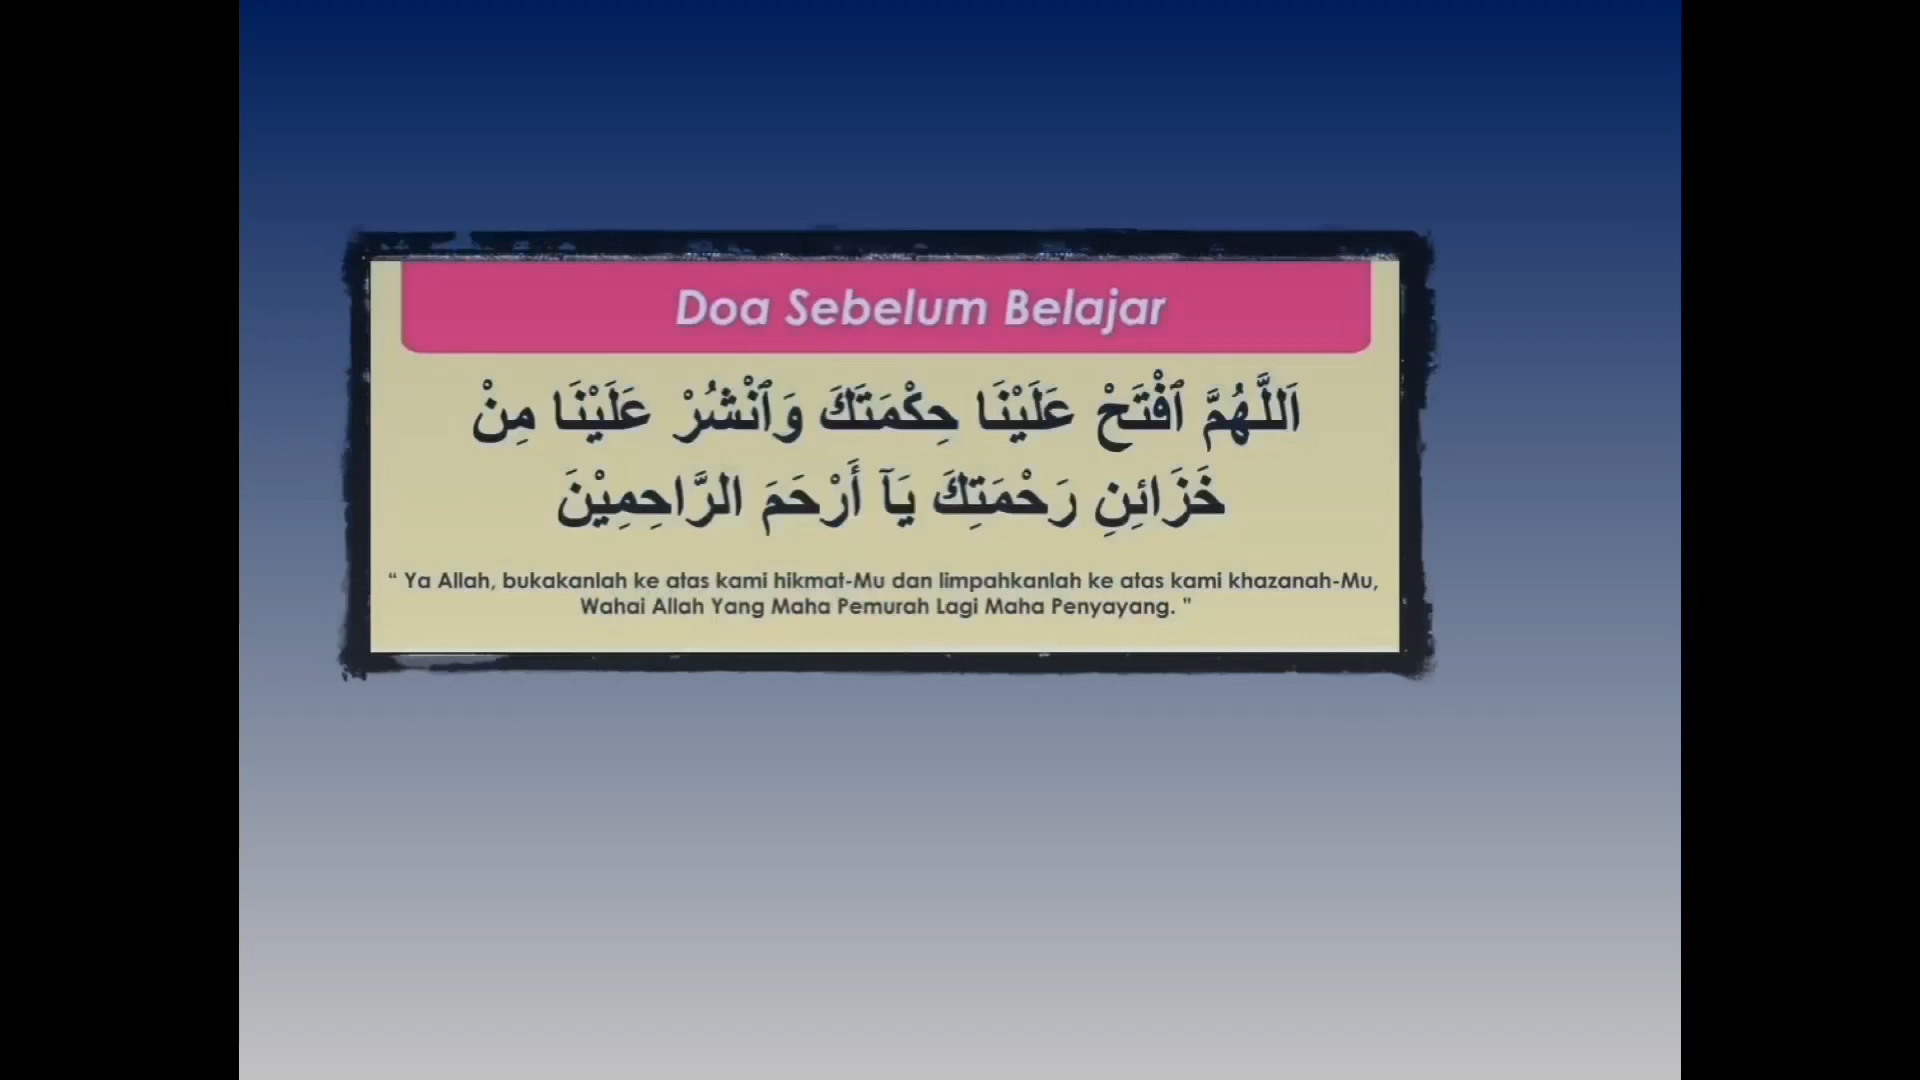 Doa Sebelum Belajar
اَللَّهُمَّ ٱفْتَحْ عَلَيْنَا حِكْمَتَكَ وَٱنْشُرْ عَلَيْنَا مِنْ
خَزَائِنِ رَحْمَتِكَ يَآ أَرْحَمَ الرَّاحِمِيْنَ
“ Ya Allah, bukakanlah ke atas kami hikmat-Mu dan limpahkanlah ke atas kami khazanah-Mu,
Wahai Allah Yang Maha Pemurah Lagi Maha Penyayang. ”